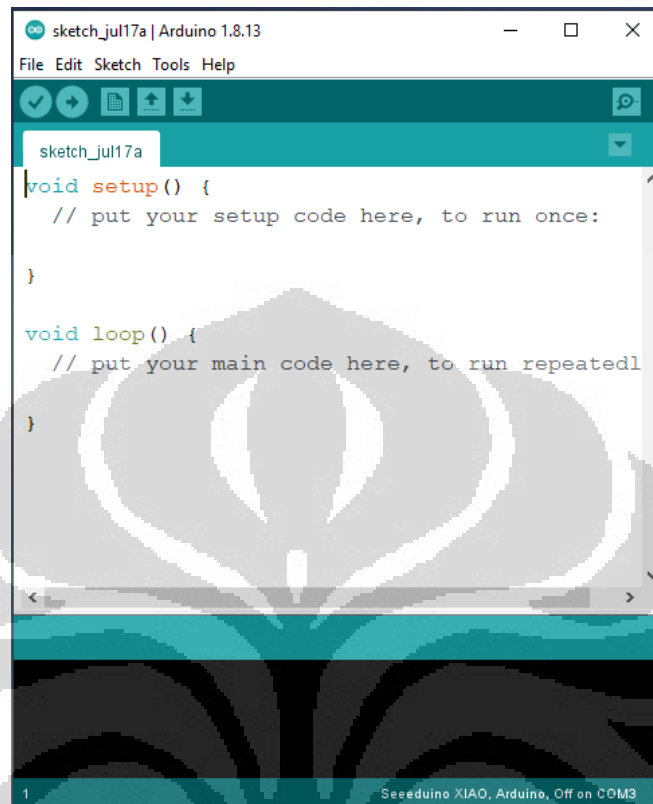 sketch_jul17a | Arduino 1.8.13
File Edit Sketch Tools Help
sketch_jul17a
void setup() {
// put your setup code here, to run once:
}
void loop() {
// put your main code here, to run repeatedl
}
1 Seeeduino XIAO, Arduino, Off on COM3